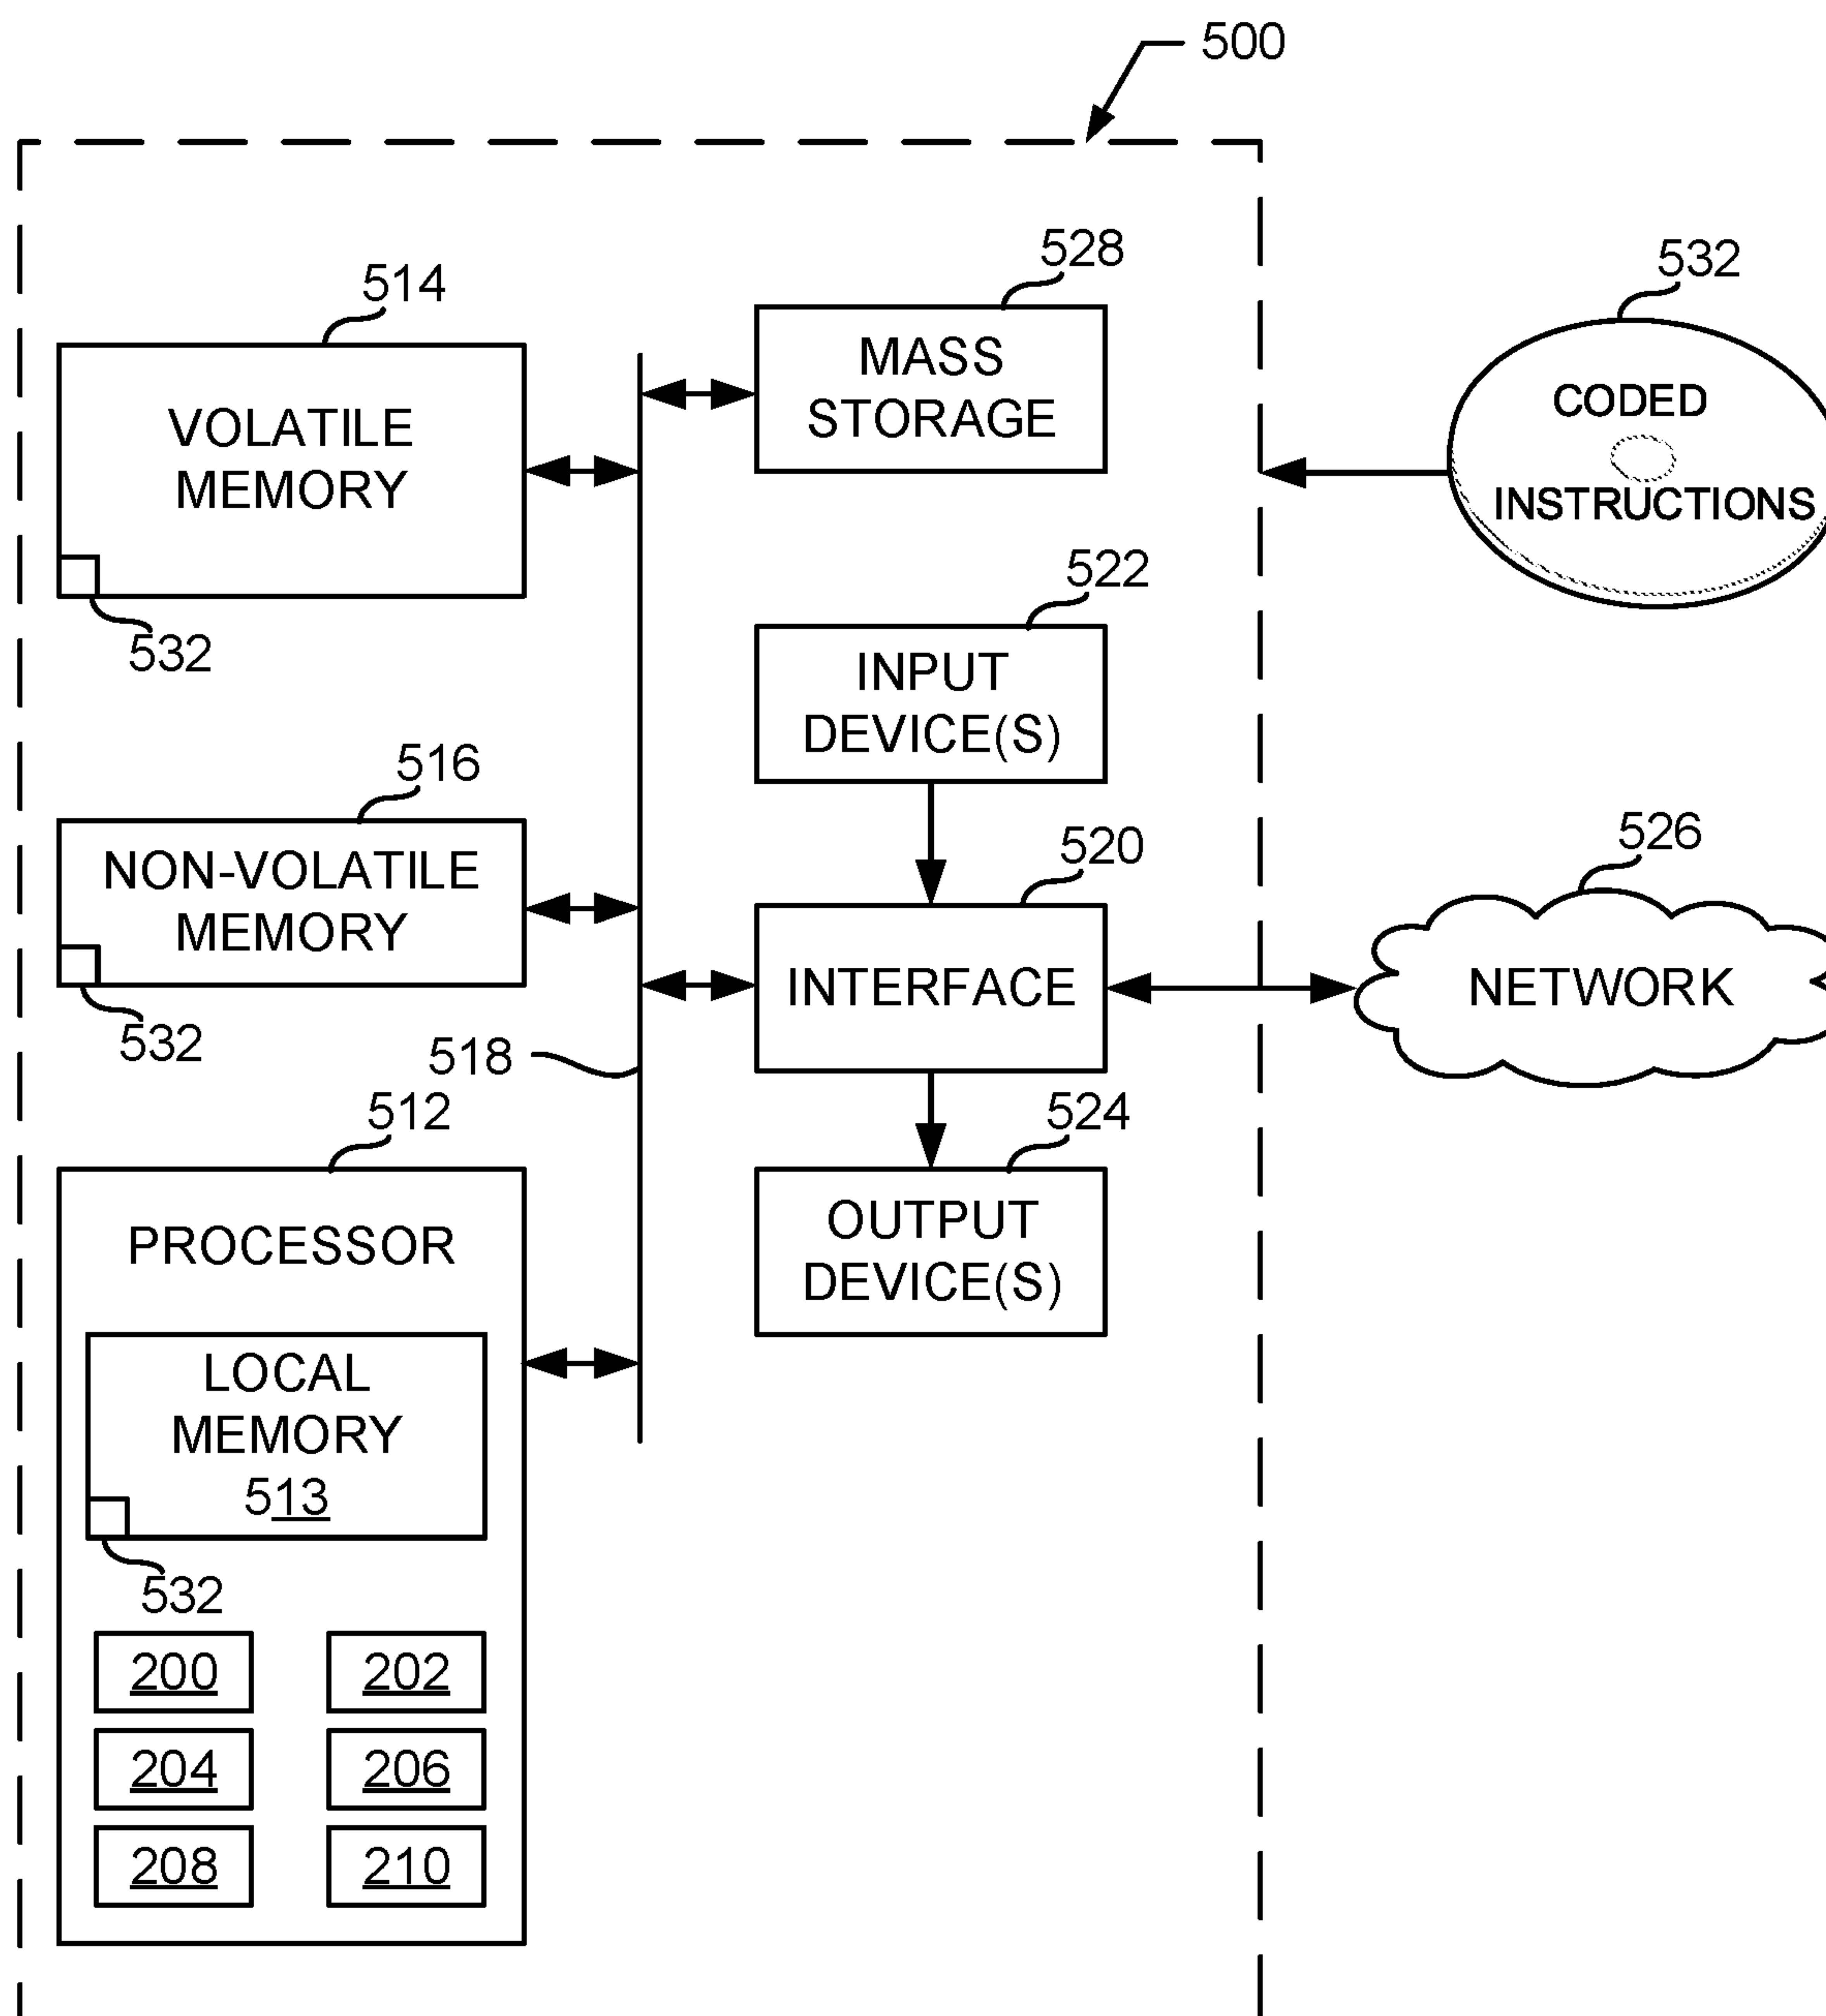 500
528
MASS
STORAGE
514
VOLATILE
MEMORY
532
532
CODED
INSTRUCTIONS
522
INPUT
DEVICE(S)
516
NON-VOLATILE
MEMORY
532
520
INTERFACE
526
NETWORK
518
512
PROCESSOR
LOCAL
MEMORY
513
532
524
OUTPUT
DEVICE(S)
200
202
204
206
208
210